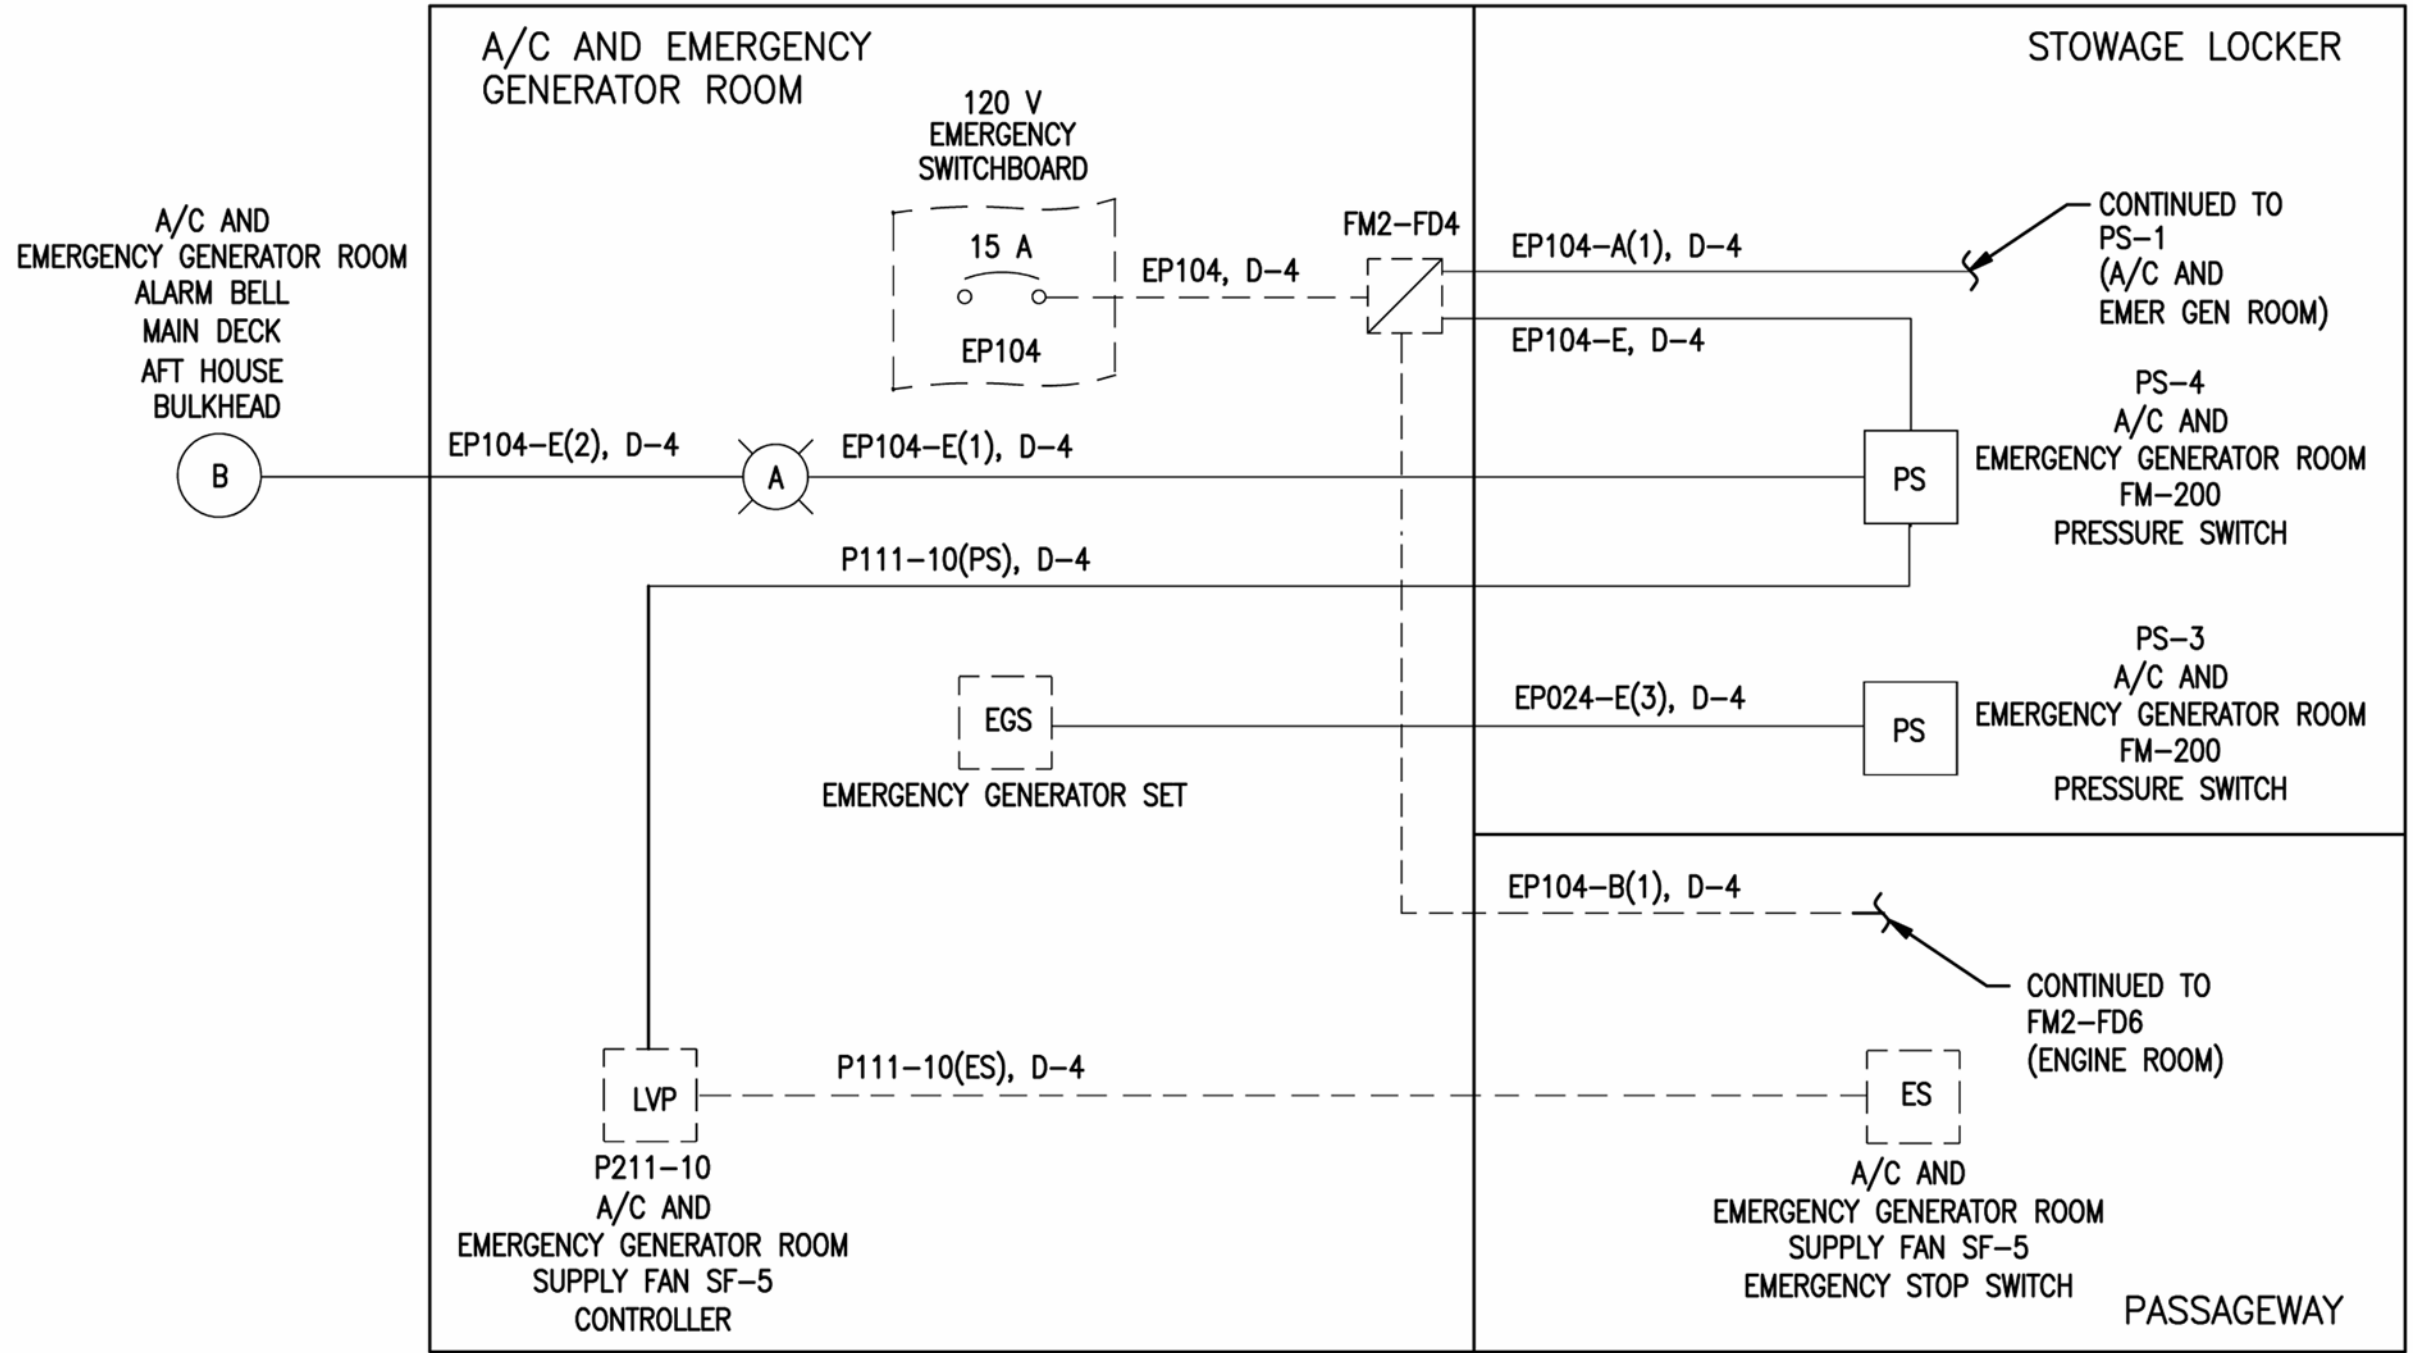 A/C AND EMERGENCY
GENERATOR ROOM
STOWAGE LOCKER
120 V
EMERGENCY
SWITCHBOARD
15 A
EP104
EP104, D-4
FM2-FD4
EP104-A(1), D-4
EP104-E, D-4
CONTINUED TO
PS-1
(A/C AND
EMER GEN ROOM)
A/C AND
EMERGENCY GENERATOR ROOM
ALARM BELL
MAIN DECK
AFT HOUSE
BULKHEAD
B
EP104-E(2), D-4
A
EP104-E(1), D-4
PS
PS-4
A/C AND
EMERGENCY GENERATOR ROOM
FM-200
PRESSURE SWITCH
P111-10(PS), D-4
EGS
EMERGENCY GENERATOR SET
EP024-E(3), D-4
PS
PS-3
A/C AND
EMERGENCY GENERATOR ROOM
FM-200
PRESSURE SWITCH
EP104-B(1), D-4
CONTINUED TO
FM2-FD6
(ENGINE ROOM)
LVP
P211-10
A/C AND
EMERGENCY GENERATOR ROOM
SUPPLY FAN SF-5
CONTROLLER
P111-10(ES), D-4
ES
A/C AND
EMERGENCY GENERATOR ROOM
SUPPLY FAN SF-5
EMERGENCY STOP SWITCH
PASSAGEWAY